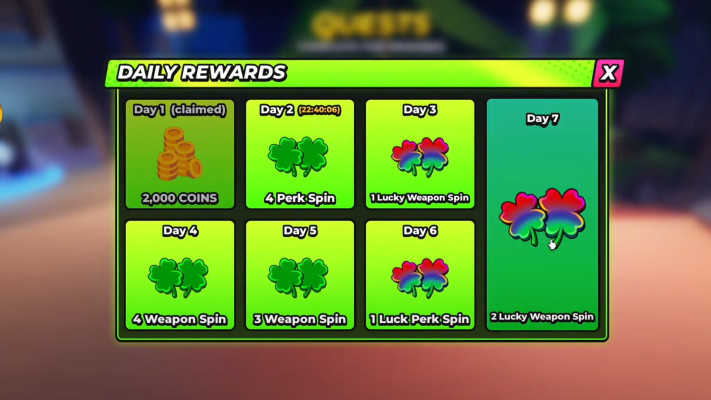 QUESTS
DAILY REWARDS
X
Day 1 (claimed)
2,000 COINS
Day 2 (22:40:06)
4 Perk Spin
Day 3
1 Lucky Weapon Spin
Day 7
2 Lucky Weapon Spin
Day 4
4 Weapon Spin
Day 5
3 Weapon Spin
Day 6
1 Luck Perk Spin